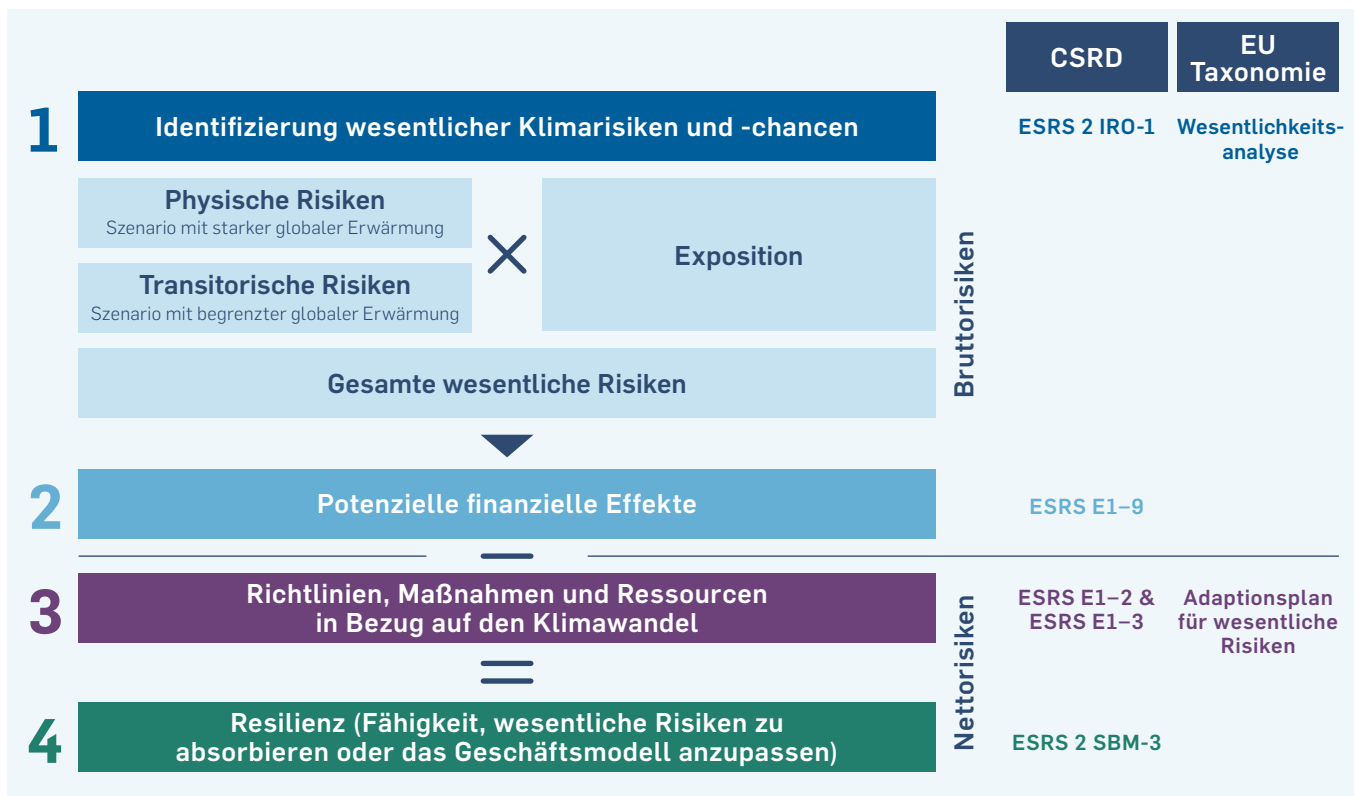 CSRD
EU
Taxonomie
1
Identifizierung wesentlicher Klimarisiken und -chancen
ESRS 2 IRO-1
Wesentlichkeits-
analyse
Physische Risiken
Szenario mit starker globaler Erwärmung
Transitorische Risiken
Szenario mit begrenzter globaler Erwärmung
Exposition
Gesamte wesentliche Risiken
Bruttorisiken
2
Potenzielle finanzielle Effekte
ESRS E1–9
3
Richtlinien, Maßnahmen und Ressourcen
in Bezug auf den Klimawandel
ESRS E1–2 &
ESRS E1–3
Adaptionsplan
für wesentliche
Risiken
Nettorisiken
4
Resilienz (Fähigkeit, wesentliche Risiken zu
absorbieren oder das Geschäftsmodell anzupassen)
ESRS 2 SBM-3